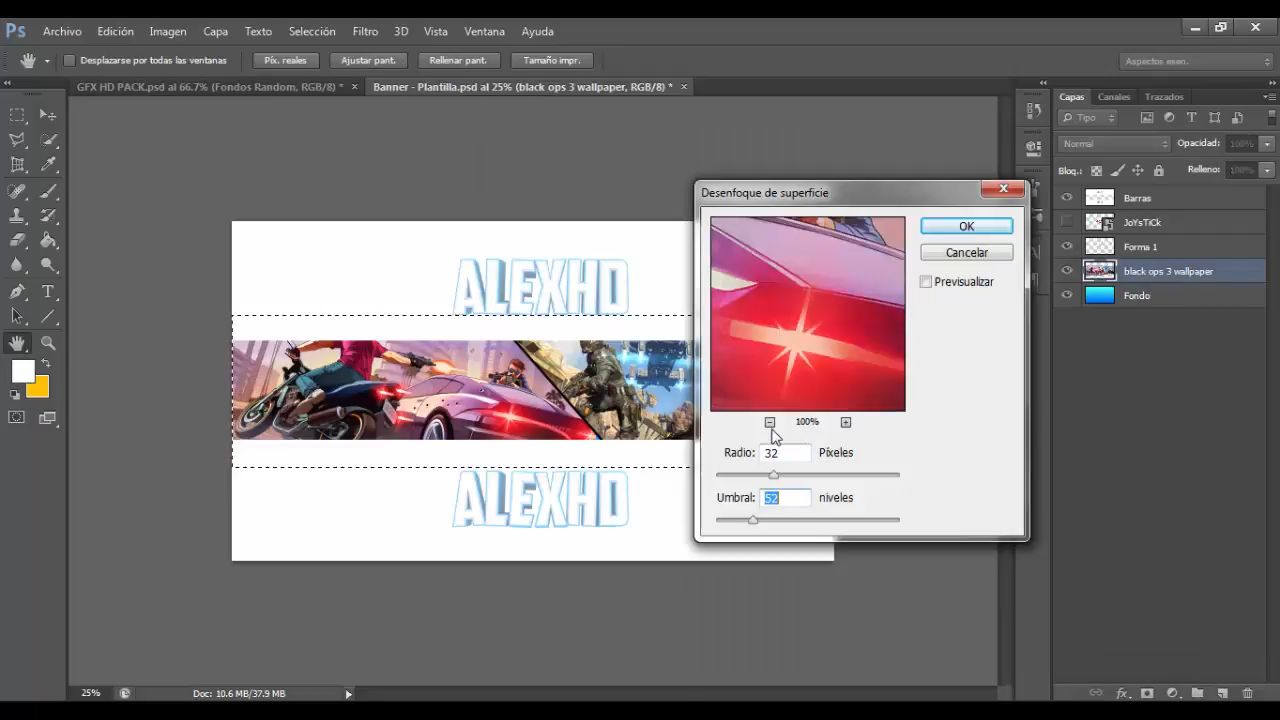 Ps Archivo Edición Imagen Capa Texto Selección Filtro 3D Vista Ventana Ayuda
Desplazarse por todas las ventanas Píx. reales Ajustar pant. Rellenar pant. Tamaño impr. Aspectos esen.
GFX HD PACK.psd al 66.7% (Fondos Random, RGB/8) * × Banner - Plantilla.psd al 25% (black ops 3 wallpaper, RGB/8) * ×
Capas Canales Trazados
Tipo
Normal Opacidad: 100%
Bloq.: Relleno: 100%
Barras
JoYsTiCk
Forma 1
black ops 3 wallpaper
Fondo
Desenfoque de superficie
OK
Cancelar
Previsualizar
100%
Radio: 32 Píxeles
Umbral: 52 niveles
ALEXHD
ALEXHD
25% Doc: 10.6 MB/37.9 MB